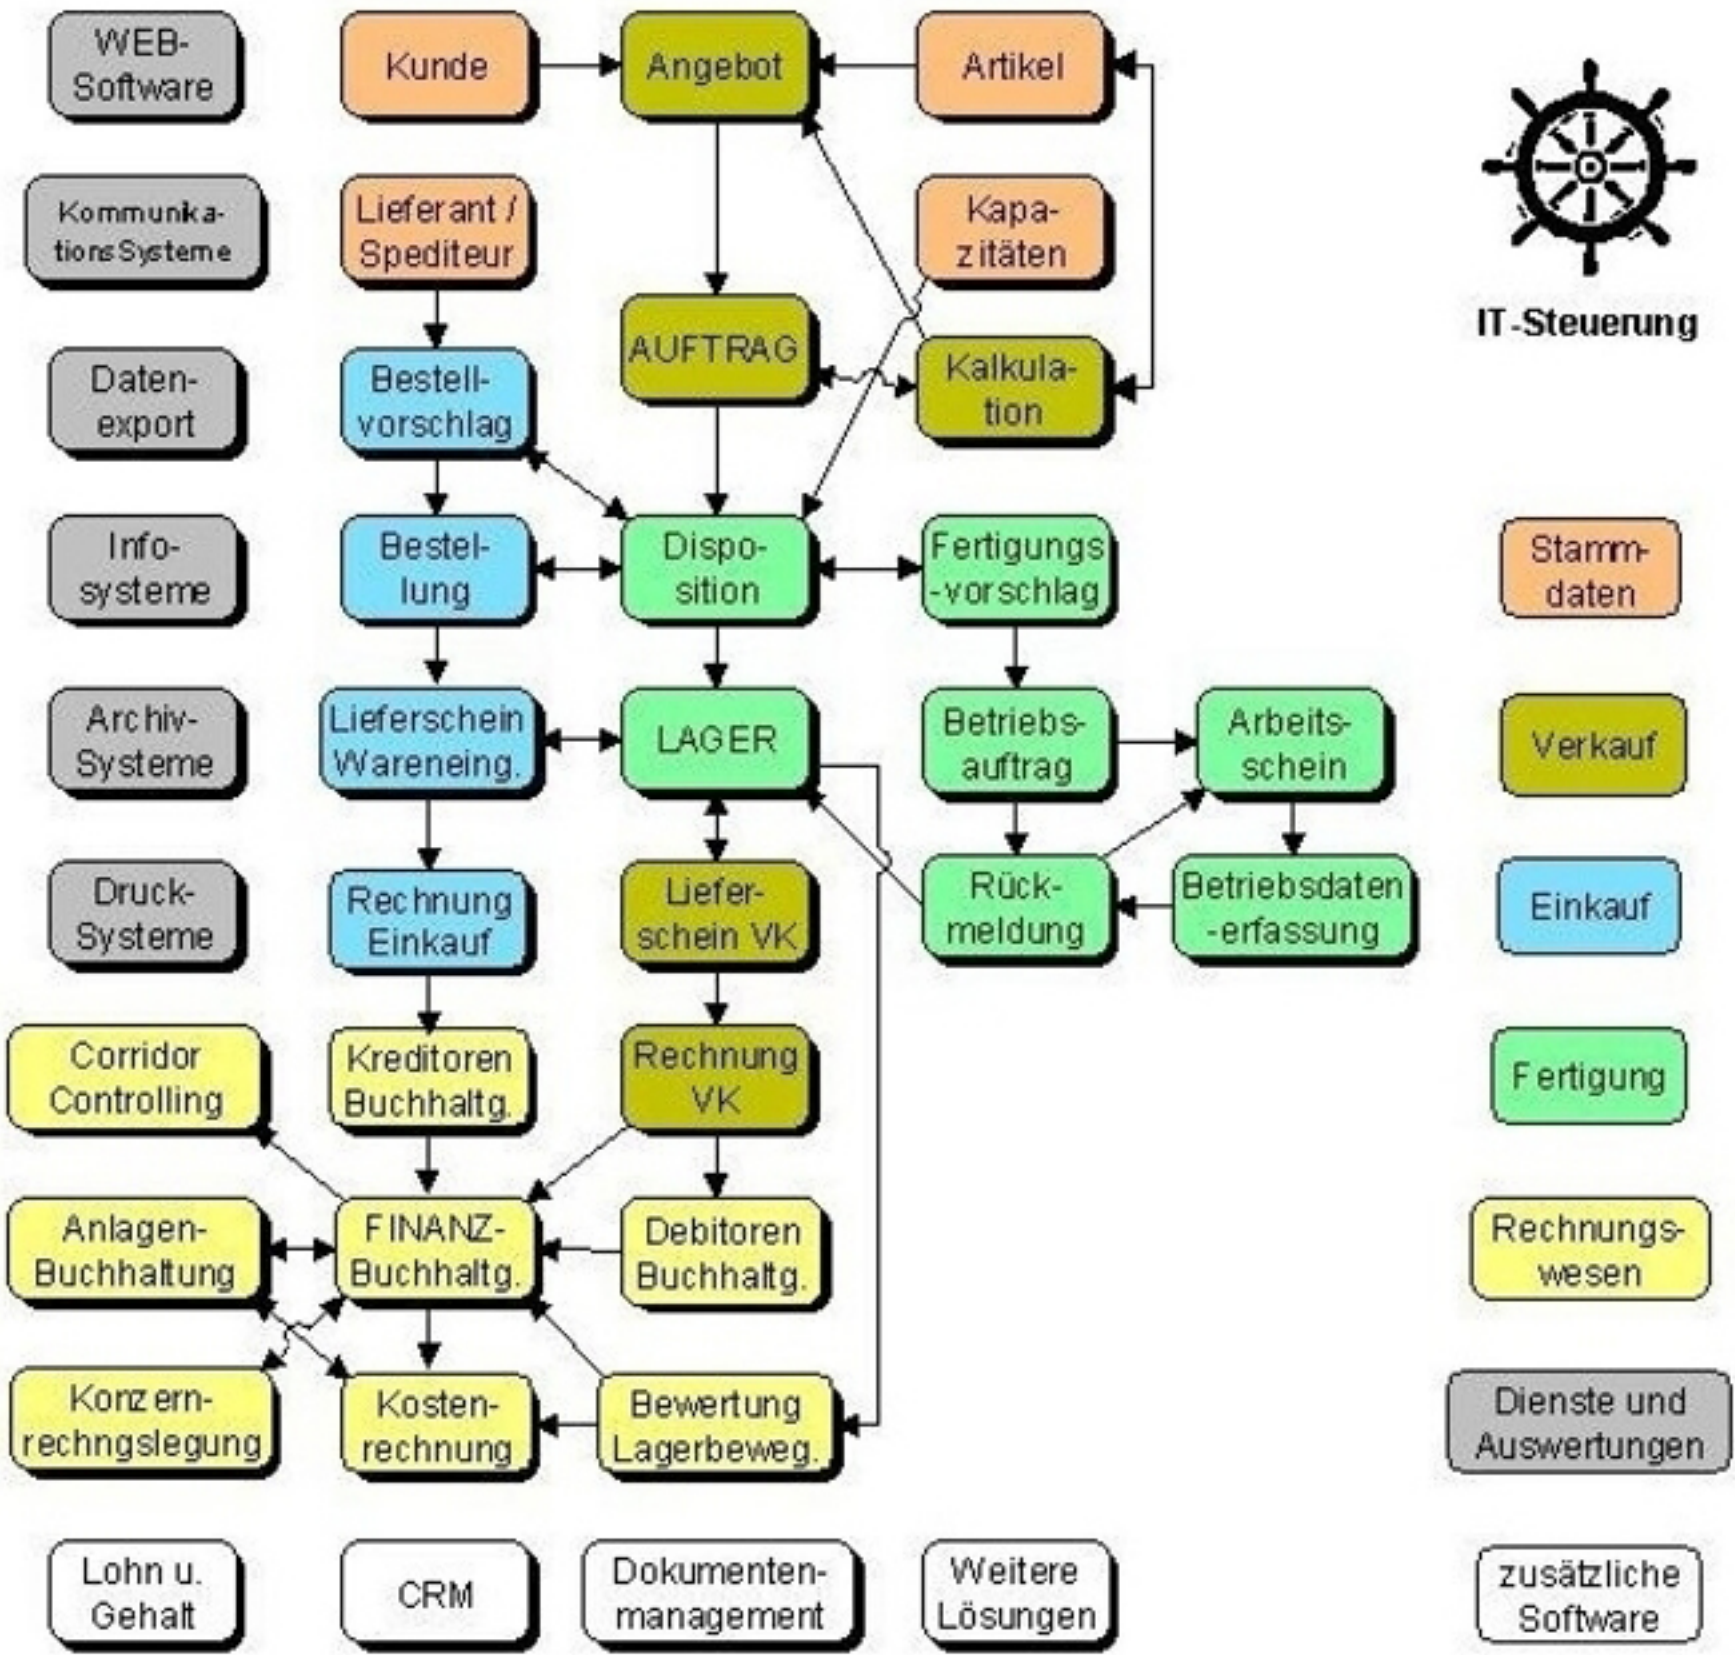 WEB-
Software
Kunde
Angebot
Artikel
Kommunika-
tionsSysteme
Lieferant /
Spediteur
Kapa-
zitäten
IT-Steuerung
AUFTRAG
Daten-
export
Bestell-
vorschlag
Kalkula-
tion
Info-
systeme
Bestel-
lung
Dispo-
sition
Fertigungs
-vorschlag
Stamm-
daten
Archiv-
Systeme
Lieferschein
Wareneing.
LAGER
Betriebs-
auftrag
Arbeits-
schein
Verkauf
Druck-
Systeme
Rechnung
Einkauf
Liefer-
schein VK
Rück-
meldung
Betriebsdaten
-erfassung
Einkauf
Corridor
Controlling
Kreditoren
Buchhaltg.
Rechnung
VK
Fertigung
Anlagen-
Buchhaltung
FINANZ-
Buchhaltg.
Debitoren
Buchhaltg.
Rechnungs-
wesen
Konzern-
rechngslegung
Kosten-
rechnung
Bewertung
Lagerbeweg.
Dienste und
Auswertungen
Lohn u.
Gehalt
CRM
Dokumenten-
management
Weitere
Lösungen
zusätzliche
Software